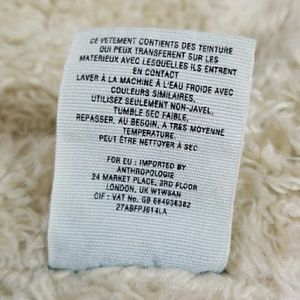 CE VETEMENT CONTIENTS DES TEINTURE
QUI PEUX TRANSFERT SUR LES
MATERIEUX AVEC LESQUELLES ILS ENTRENT
EN CONTACT
LAVER À LA MACHINE À L'EAU FROIDE AVEC
COULEURS SIMILAIRES,
UTILISEZ SEULEMENT NON-JAVEL,
TUMBLE SEC FAIBLE,
REPASSER, AU BESOIN, A TRES MOYENNE
TEMPERATURE.
PEUT ÊTRE NETTOYER À SEC
FOR EU : IMPORTED BY
ANTHROPOLOGIE
24 MARKET PLACE, 3RD FLOOR
LONDON, UK W1W8AN
CIF : VAT No. GB 684936382
27ABFPJ614LA